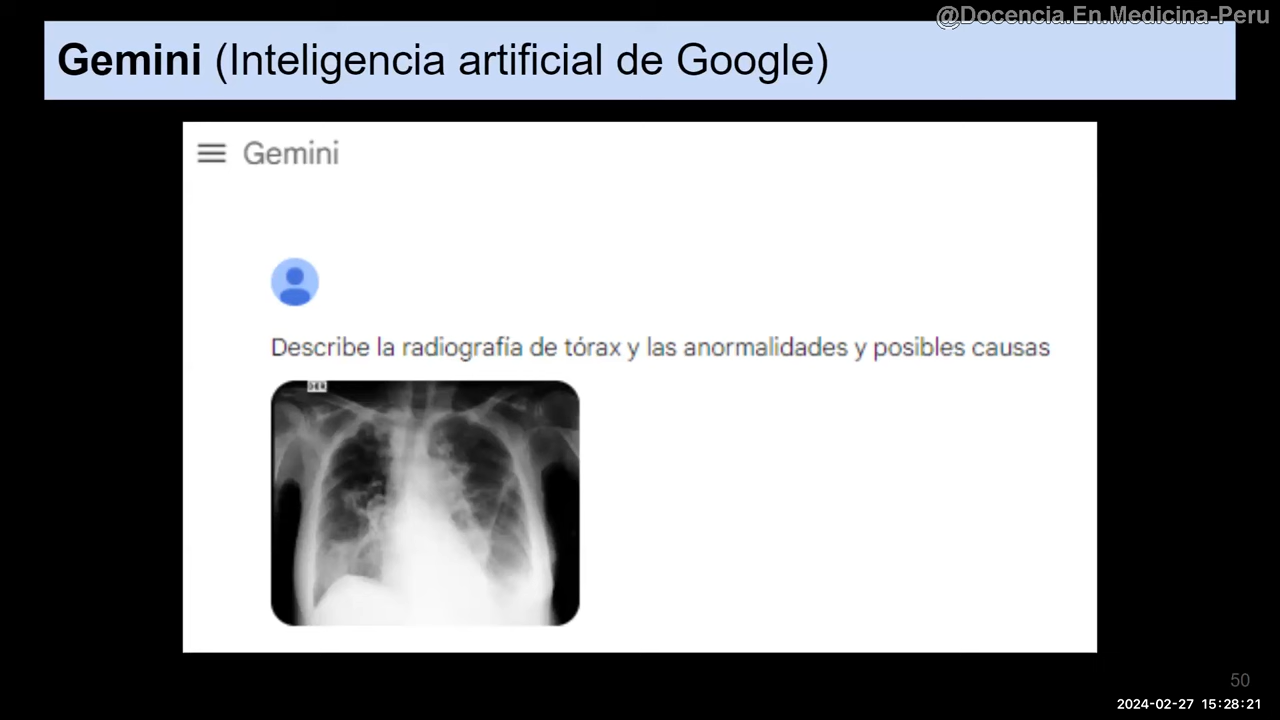 @Docencia.En.Medicina-Peru
Gemini (Inteligencia artificial de Google)
Gemini
Describe la radiografía de tórax y las anormalidades y posibles causas
50
2024-02-27 15:28:21